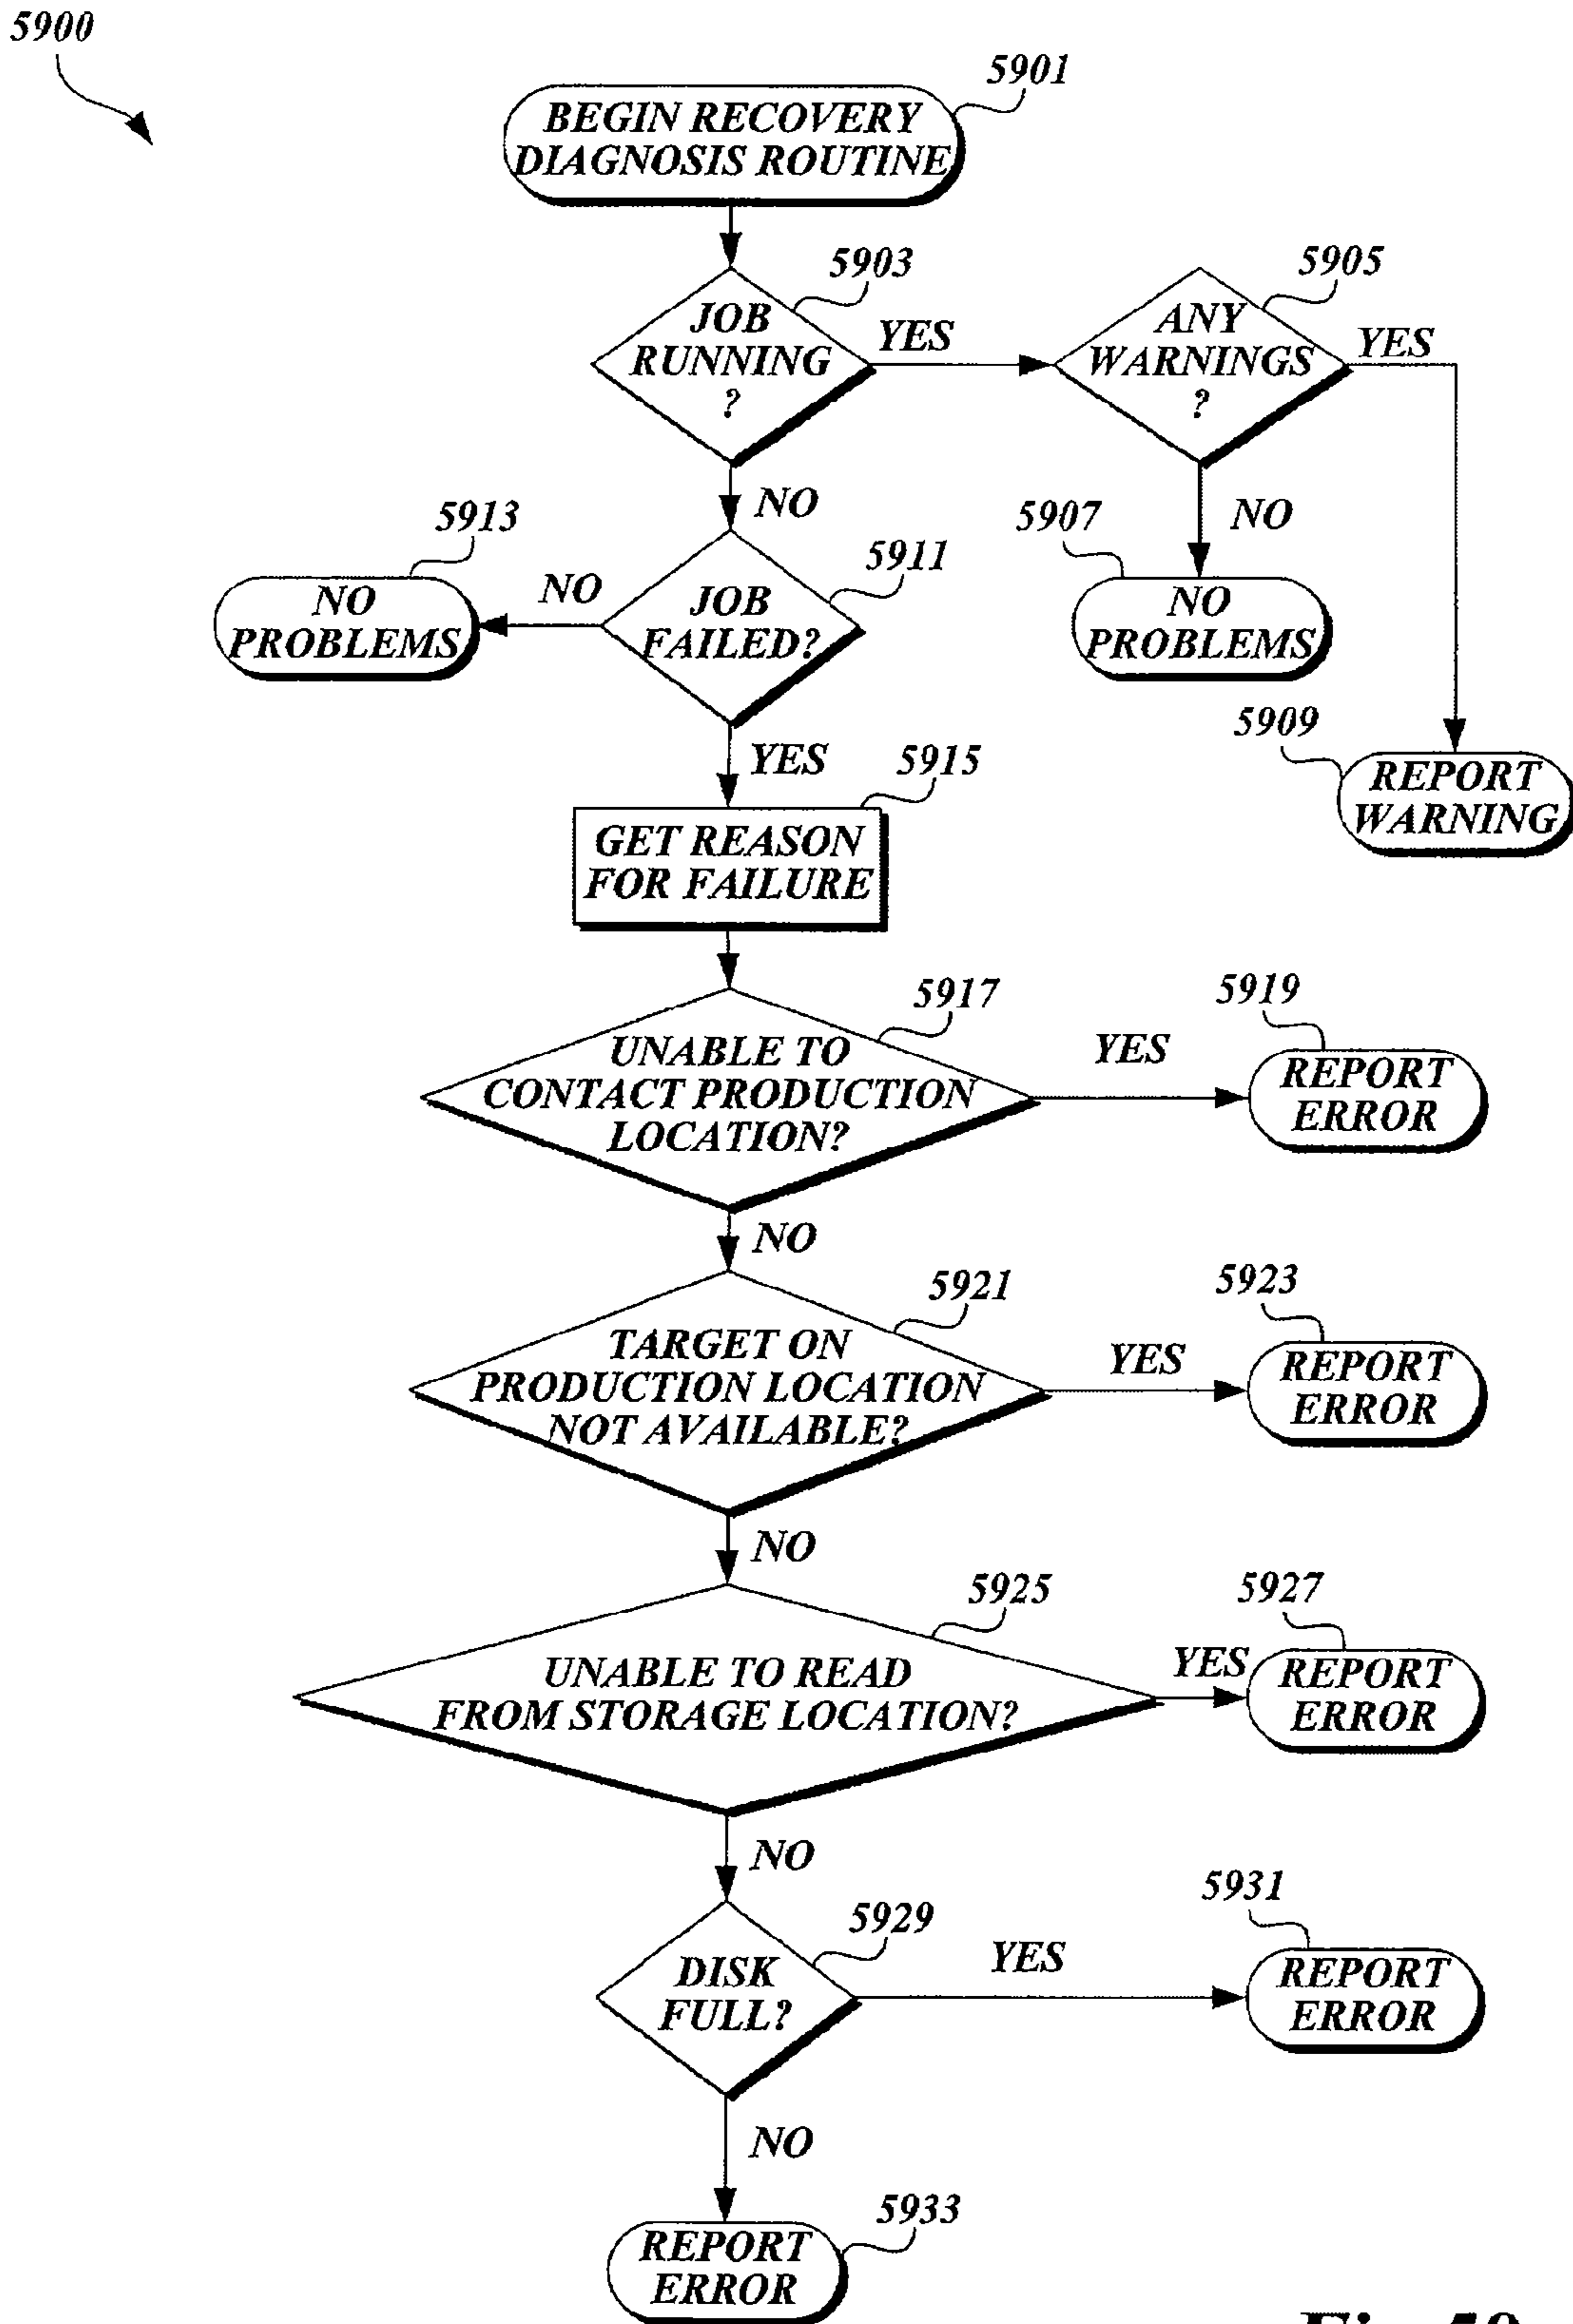 5900
5901
BEGIN RECOVERY
DIAGNOSIS ROUTINE
5903
5905
JOB
RUNNING
?
YES
ANY
WARNINGS
?
YES
NO
NO
5913
5911
5907
NO
PROBLEMS
NO
JOB
FAILED?
NO
PROBLEMS
5909
REPORT
WARNING
YES
5915
GET REASON
FOR FAILURE
5917
5919
UNABLE TO
CONTACT PRODUCTION
LOCATION?
YES
REPORT
ERROR
NO
5921
5923
TARGET ON
PRODUCTION LOCATION
NOT AVAILABLE?
YES
REPORT
ERROR
NO
5925
5927
UNABLE TO READ
FROM STORAGE LOCATION?
YES
REPORT
ERROR
NO
5929
5931
DISK
FULL?
YES
REPORT
ERROR
NO
5933
REPORT
ERROR